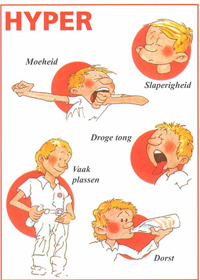 HYPER
Moeheid
Slaperigheid
Droge tong
Vaak
plassen
Dorst